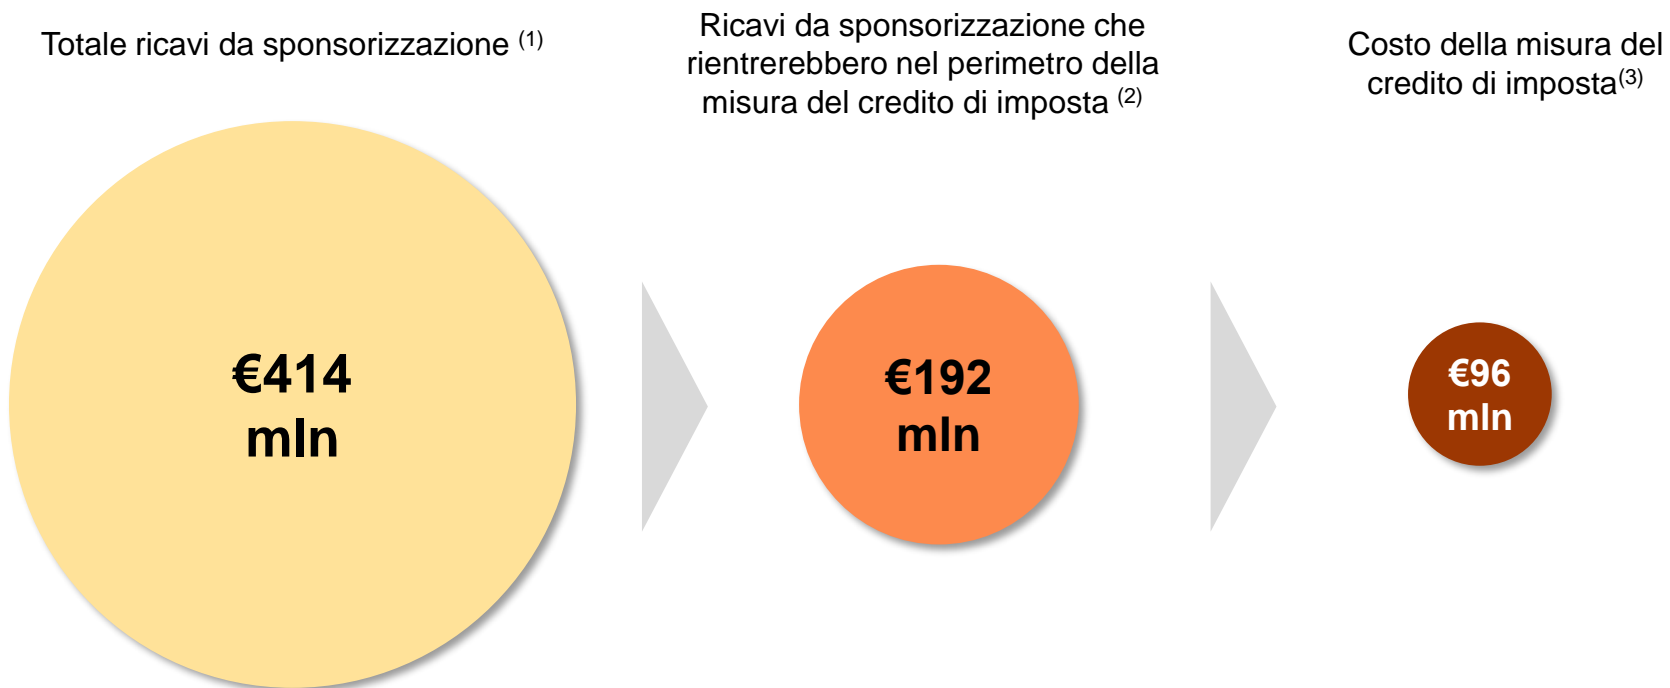 Totale ricavi da sponsorizzazione (1)
Ricavi da sponsorizzazione che
rientrerebbero nel perimetro della
misura del credito di imposta (2)
Costo della misura del
credito di imposta(3)
€414
mln
€192
mln
€96
mln